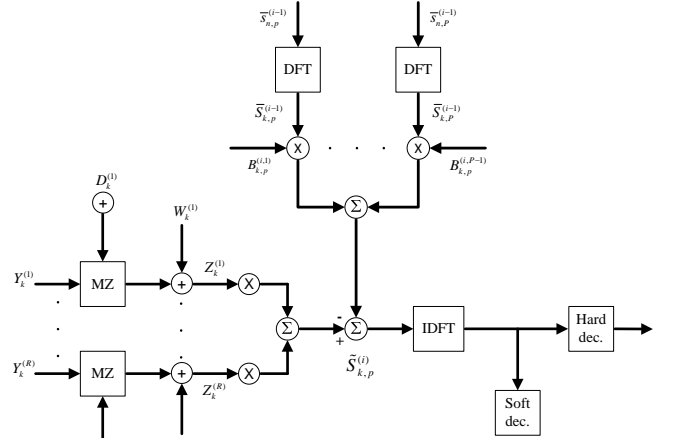 s̅_{n,p}^{(i-1)} s̅_{n,P}^{(i-1)}
DFT DFT
S̅_{k,p}^{(i-1)} S̅_{k,P}^{(i-1)}
X . . . . X
B_{k,p}^{(i,1)} B_{k,p}^{(i,P-1)}
D_k^{(1)}
+
W_k^{(1)}
Σ
Y_k^{(1)} MZ + Z_k^{(1)} X
- 
Σ Σ IDFT Hard
dec.
+
S̃_{k,p}^{(i)}
Y_k^{(R)} MZ + Z_k^{(R)} X
Soft
dec.